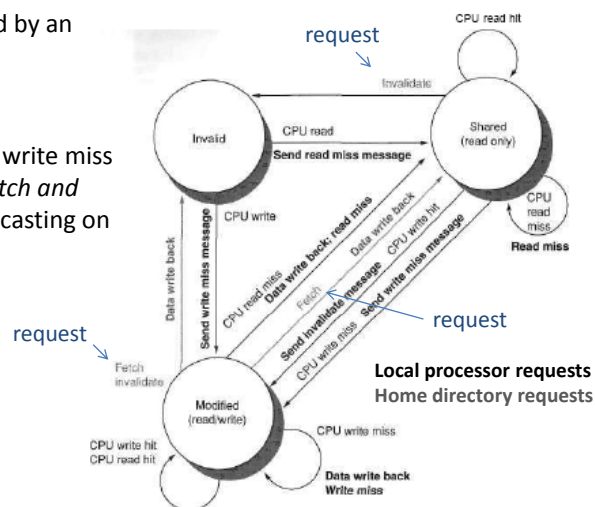 d by an
write miss
tch and
casting on
request
CPU read hit
Invalidate
Invalid
CPU read
Send read miss message
Shared
(read only)
CPU
read
miss
Read miss
CPU write
Send write miss message
Data write back
CPU read miss
Data write back; read miss
Fetch
Data write back
Send invalidate message
CPU write hit
CPU write miss
Send write miss message
request
request
Fetch
invalidate
Local processor requests
Home directory requests
Modified
(read/write)
CPU write hit
CPU read hit
CPU write miss
Data write back
Write miss